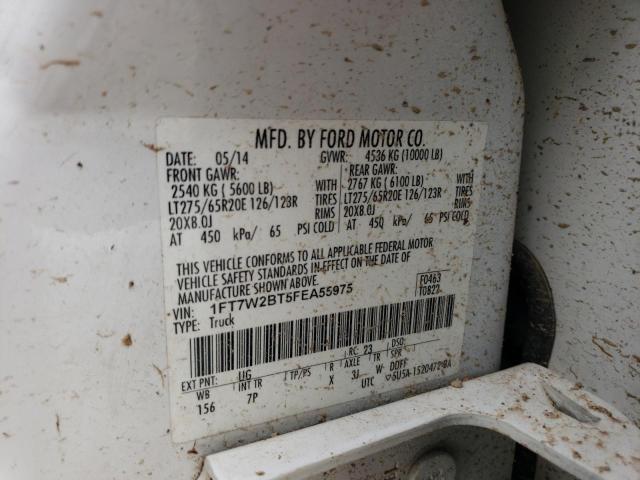 MFD. BY FORD MOTOR CO.
DATE: 05/14 GVWR: 4536 KG (10000 LB)
FRONT GAWR: REAR GAWR:
2540 KG ( 5600 LB) WITH 2767 KG ( 6100 LB) WITH
LT275/65R20E 126/123R TIRES LT275/65R20E 126/123R TIRES
20X8.0J RIMS 20X8.0J RIMS
AT 450 kPa/ 65 PSI COLD AT 450 kPa/ 65 PSI COLD
THIS VEHICLE CONFORMS TO ALL APPLICABLE FEDERAL MOTOR
VEHICLE SAFETY STANDARDS IN EFFECT ON THE DATE OF
MANUFACTURE SHOWN ABOVE.
VIN: 1FT7W2BT5FEA55975 F0463
TYPE: Truck T0822
EXT PNT: UG RC: 23 DSO:
WB INT TR TP/PS R AXLE TR SPR
156 7P X 3J W DDFF
UTC